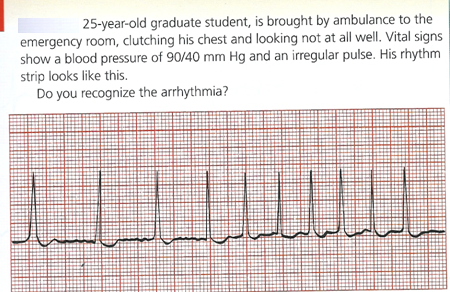 25-year-old graduate student, is brought by ambulance to the
emergency room, clutching his chest and looking not at all well. Vital signs
show a blood pressure of 90/40 mm Hg and an irregular pulse. His rhythm
strip looks like this.
Do you recognize the arrhythmia?